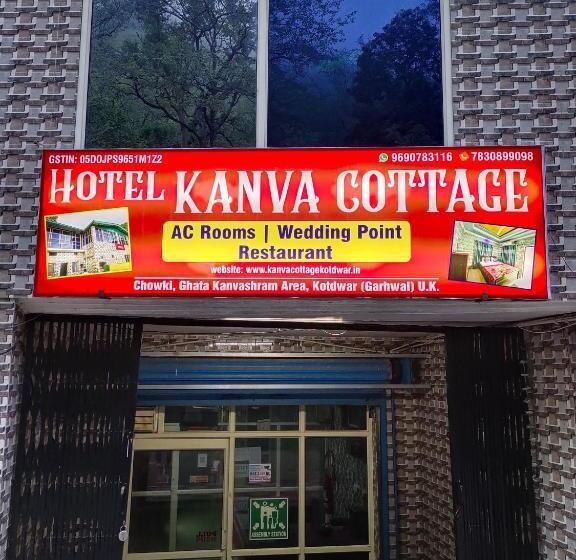 GSTIN: 05DOJPS9651M1Z2 9690783116 7830899098
HOTEL KANVA COTTAGE
AC Rooms | Wedding Point
Restaurant
website: www.kanvacottagekotdwar.in
Chowki, Ghata Kanvashram Area, Kotdwar (Garhwal) U.K.
ASSEMBLY STATION